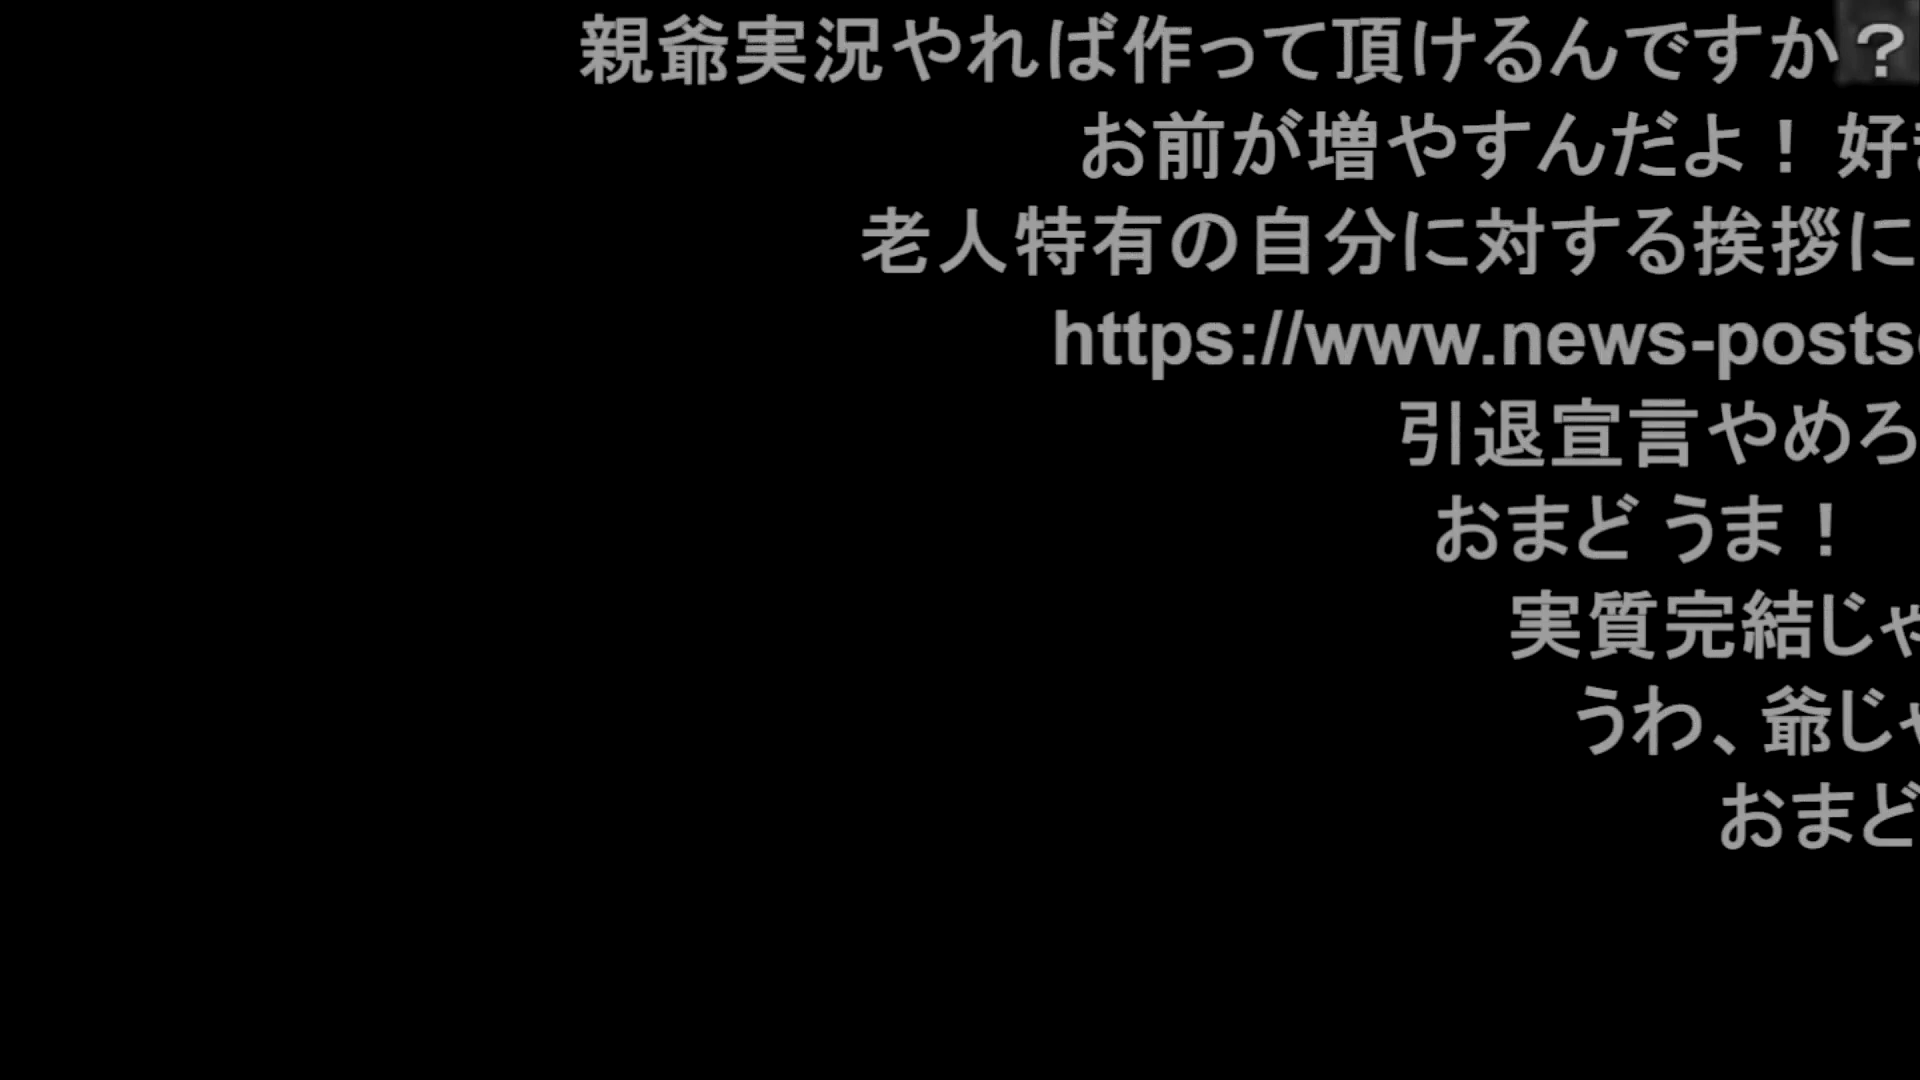 親爺実況やれば作って頂けるんですか？
お前が増やすんだよ！ 好
老人特有の自分に対する挨拶に
https://www.news-posts
引退宣言やめろ
おまどうま！
実質完結じゃ
うわ、爺じゃ
おまど